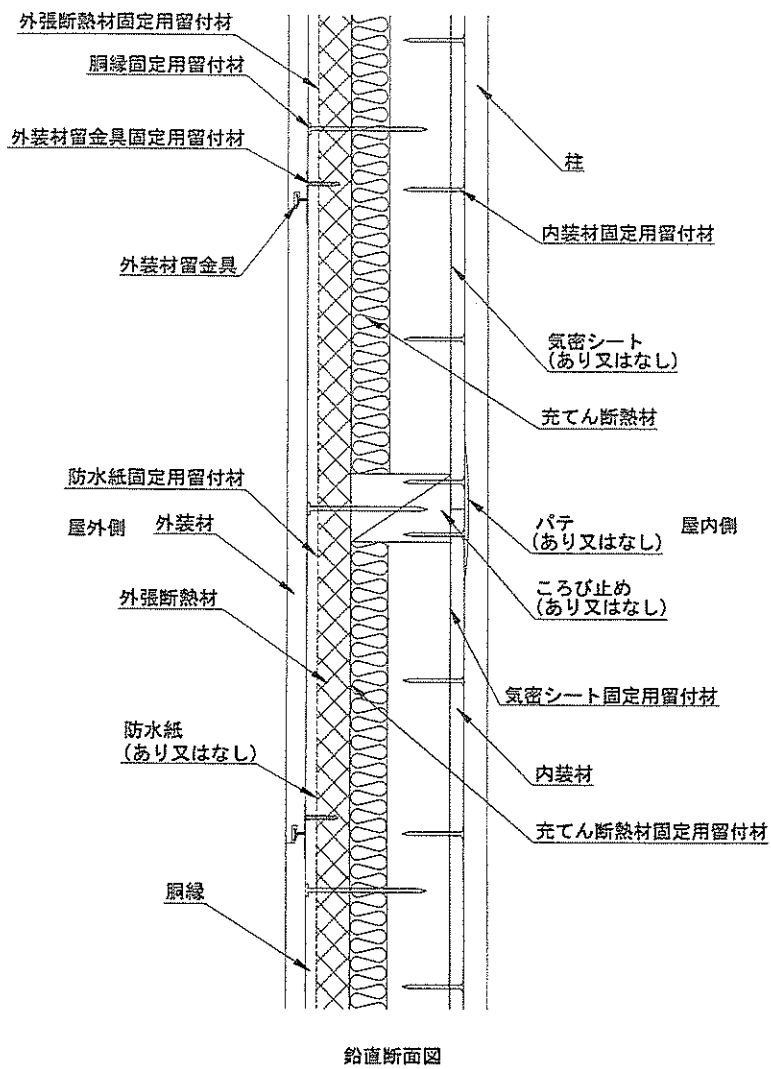 外張断熱材固定用留付材
胴縁固定用留付材
外装材留金具固定用留付材
外装材留金具
柱
内装材固定用留付材
気密シート
(あり又はなし)
充てん断熱材
防水紙固定用留付材
屋外側
外装材
外張断熱材
パテ
(あり又はなし)
屋内側
ころび止め
(あり又はなし)
気密シート固定用留付材
防水紙
(あり又はなし)
内装材
充てん断熱材固定用留付材
胴縁
鉛直断面図